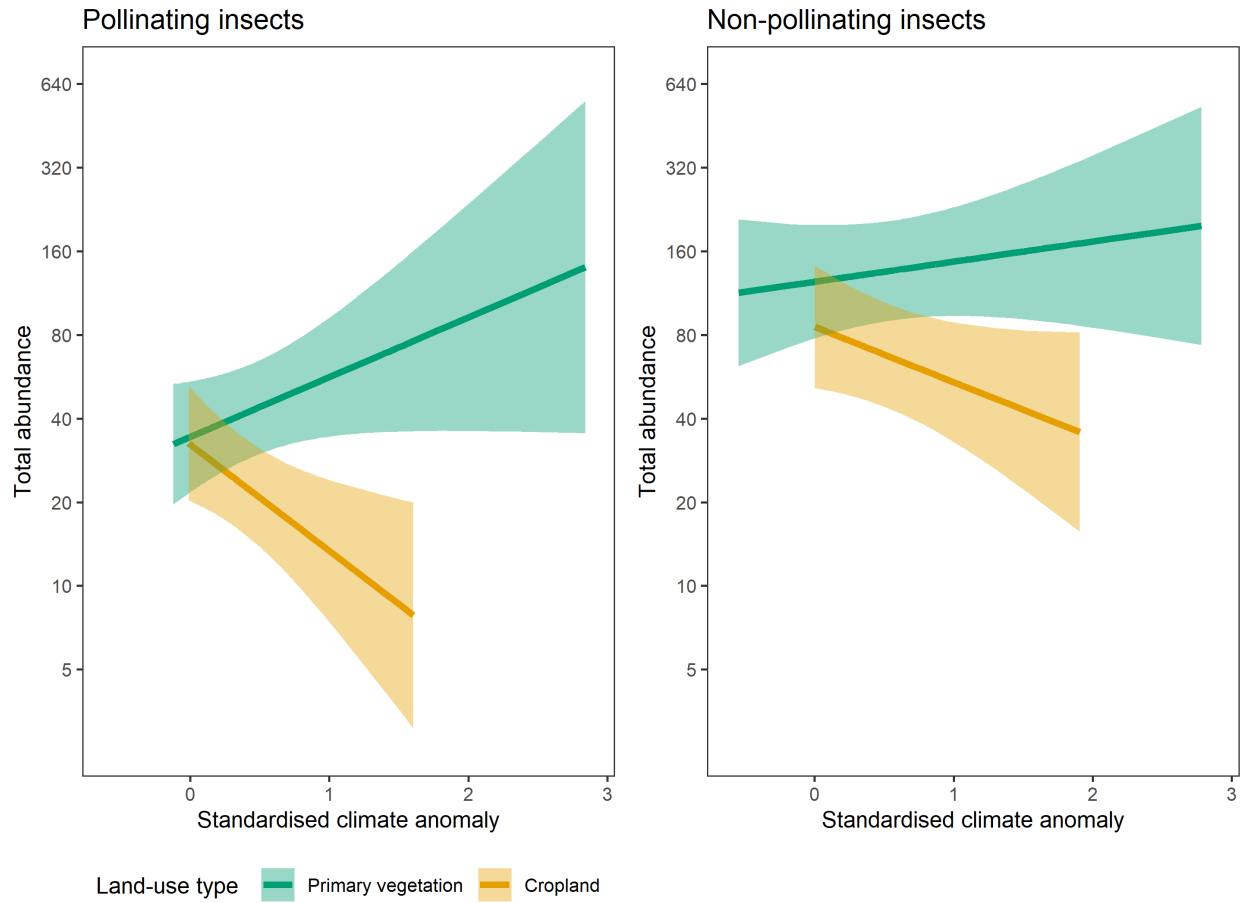 Pollinating insects
Non-pollinating insects
Total abundance
640
320
160
80
40
20
10
5
0 1 2 3
Standardised climate anomaly
Total abundance
640
320
160
80
40
20
10
5
0 1 2 3
Standardised climate anomaly
Land-use type Primary vegetation Cropland